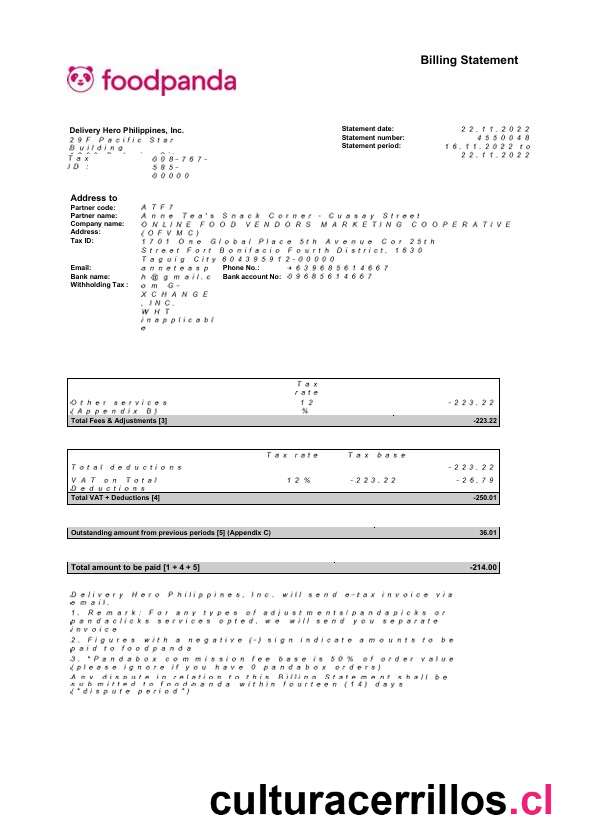 Billing Statement
foodpanda
Delivery Hero Philippines, Inc.
29F Pacific Star
Building
Tax 008-767-
ID: 585-
00000
Statement date: 22.11.2022
Statement number: 4550048
Statement period: 16.11.2022 to
22.11.2022
Address to
Partner code: ATF7
Partner name: Anne Tea's Snack Corner - Cuasay Street
Company name: ONLINE FOOD VENDORS MARKETING COOPERATIVE
Address: (OFVMC)
Tax ID: 1701 One Global Place 5th Avenue Cor 25th
Street Fort Bonifacio Fourth District, 1630
Taguig City 604395912-00000
Email: anneteasp Phone No.: +639685614667
Bank name: h@gmail.c Bank account No: 09685614667
Withholding Tax : om G-
XCHANGE
, INC.
WHT
inapplicabl
e
Tax
rate
Other services 12 -223.22
(Appendix B) %
Total Fees & Adjustments [3] -223.22
Tax rate Tax base
Total deductions -223.22
VAT on Total 12% -223.22 -26.79
Deductions
Total VAT + Deductions [4] -250.01
Outstanding amount from previous periods [5] (Appendix C) 36.01
Total amount to be paid [1 + 4 + 5] -214.00
Delivery Hero Philippines, Inc. will send e-tax invoice via
email.
1. Remark: For any types of adjustments/pandapicks or
pandaclicks services opted, we will send you separate
invoice
2. Figures with a negative (-) sign indicate amounts to be
paid to foodpanda
3. *Pandabox commission fee base is 50% of order value
(please ignore if you have 0 pandabox orders)
Any dispute in relation to this Billing Statement shall be
submitted to foodpanda within fourteen (14) days
("dispute period")
culturacerrillos.cl